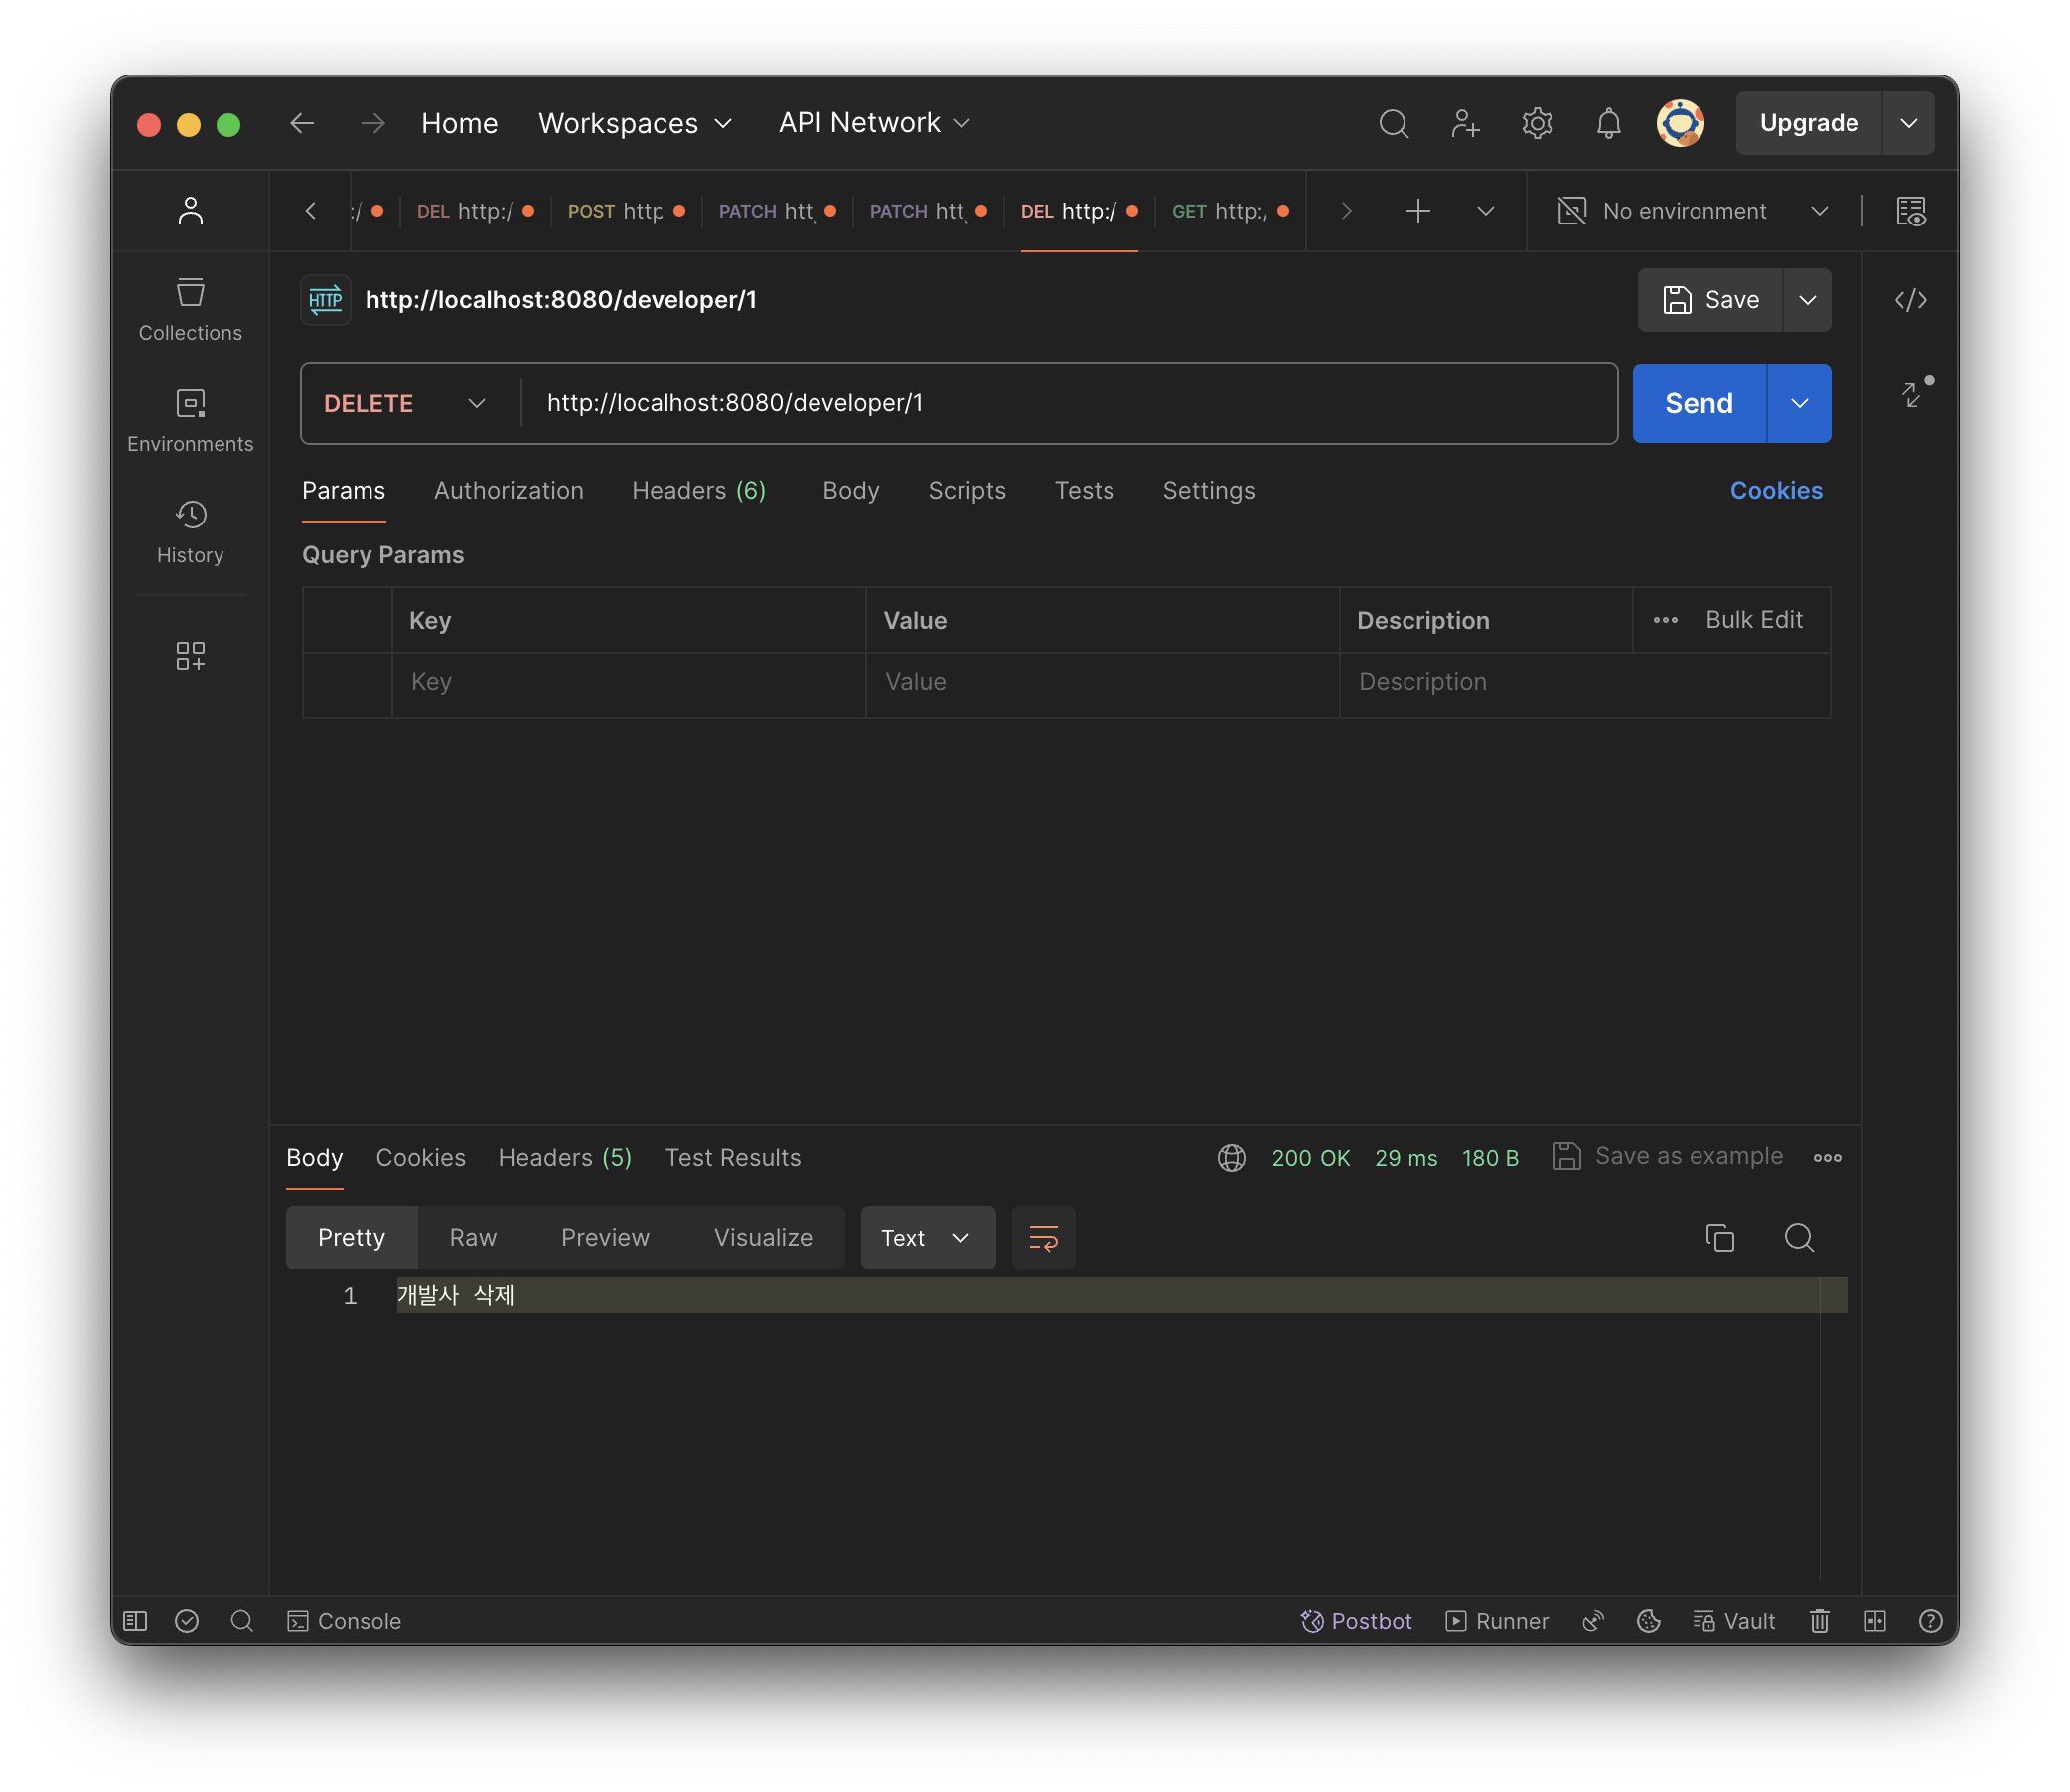 Home Workspaces API Network Upgrade
:/ DEL http:/ POST http PATCH htt PATCH htt DEL http:/ GET http:/ No environment
HTTP http://localhost:8080/developer/1 Save
Collections
DELETE http://localhost:8080/developer/1 Send
Environments
Params Authorization Headers (6) Body Scripts Tests Settings Cookies
History
Query Params
Key Value Description Bulk Edit
Key Value Description
Body Cookies Headers (5) Test Results 200 OK 29 ms 180 B Save as example
Pretty Raw Preview Visualize Text
1 개발사 삭제
Console Postbot Runner Vault